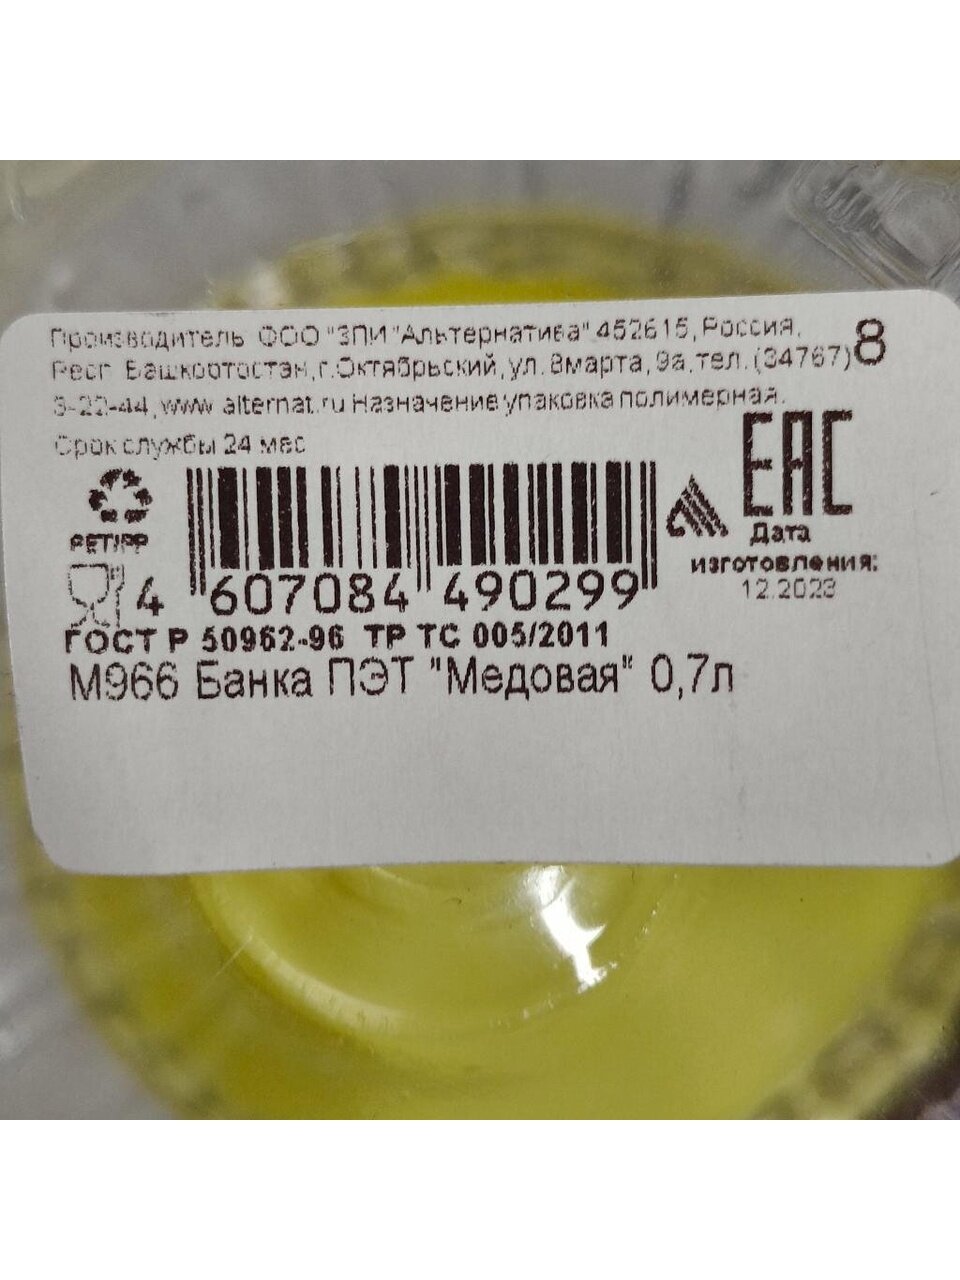 Производитель ООО "ЗПИ "Альтернатива" 452615, Россия,
Респ. Башкортостан, г.Октябрьский, ул. 8марта, 9а, тел. (34767) 8
3-22-44, www.alternat.ru Назначение упаковка полимерная.
Срок службы 24 мес
EAC
PET/PP
Дата
изготовления:
12.2023
4 607084 490299
ГОСТ Р 50962-96 ТР ТС 005/2011
М966 Банка ПЭТ "Медовая" 0,7л